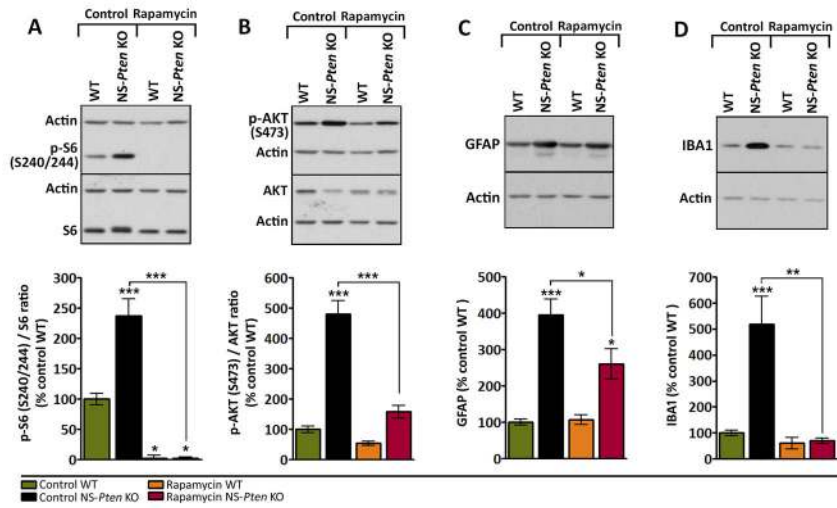 A
Control Rapamycin
WT
NS-Pten KO
WT
NS-Pten KO
Actin
p-S6
(S240/244)
Actin
S6
300
250
200
150
100
50
0
p-S6 (S240/244) / S6 ratio
(% control WT)
***
***
*
*
B
Control Rapamycin
WT
NS-Pten KO
WT
NS-Pten KO
p-AKT
(S473)
Actin
AKT
Actin
600
500
400
300
200
100
0
p-AKT (S473) / AKT ratio
(% control WT)
***
***
C
Control Rapamycin
WT
NS-Pten KO
WT
NS-Pten KO
GFAP
Actin
500
400
300
200
100
0
GFAP (% control WT )
***
*
*
D
Control Rapamycin
WT
NS-Pten KO
WT
NS-Pten KO
IBA1
Actin
700
600
500
400
300
200
100
0
IBA1 (% control WT )
***
**
Control WT
Rapamycin WT
Control NS-Pten KO
Rapamycin NS-Pten KO